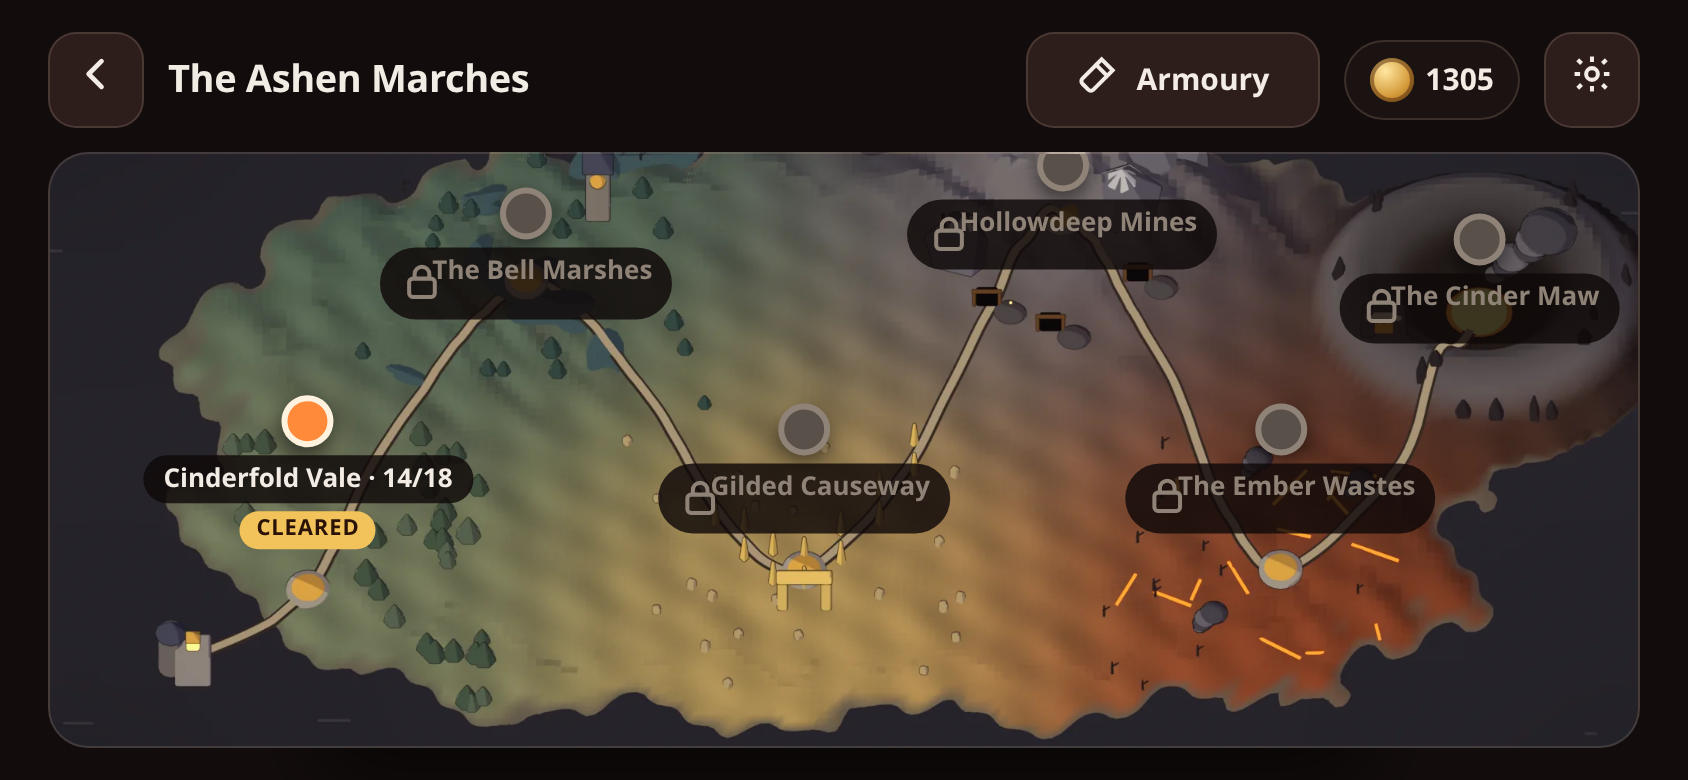 The Ashen Marches
Armoury
1305
Hollowdeep Mines
The Bell Marshes
The Cinder Maw
Cinderfold Vale · 14/18
CLEARED
Gilded Causeway
The Ember Wastes